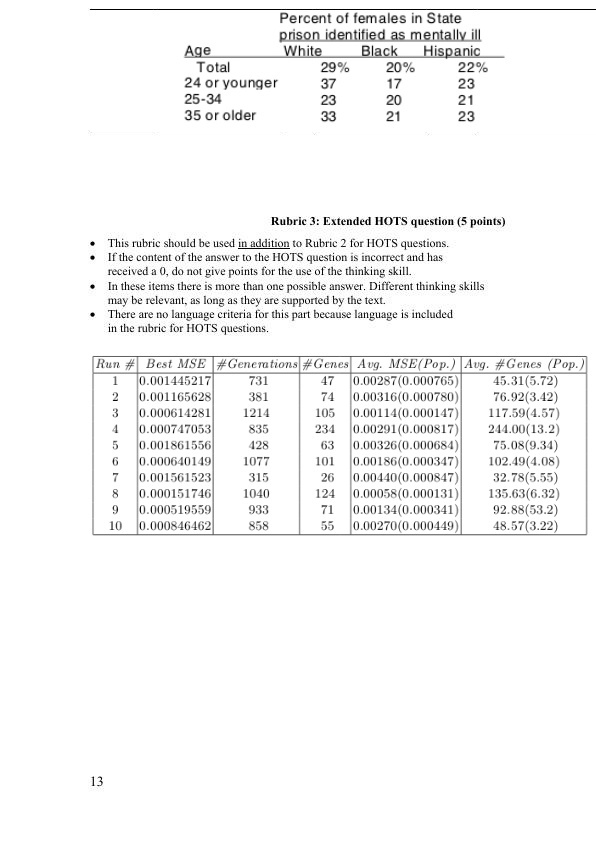 Percent of females in State
prison identified as mentally ill
Age White Black Hispanic
Total 29% 20% 22%
24 or younger 37 17 23
25-34 23 20 21
35 or older 33 21 23
Rubric 3: Extended HOTS question (5 points)
• This rubric should be used in addition to Rubric 2 for HOTS questions.
• If the content of the answer to the HOTS question is incorrect and has
received a 0, do not give points for the use of the thinking skill.
• In these items there is more than one possible answer. Different thinking skills
may be relevant, as long as they are supported by the text.
• There are no language criteria for this part because language is included
in the rubric for HOTS questions.
Run # Best MSE #Generations #Genes Avg. MSE(Pop.) Avg. #Genes (Pop.)
1 0.001445217 731 47 0.00287(0.000765) 45.31(5.72)
2 0.001165628 381 74 0.00316(0.000780) 76.92(3.42)
3 0.000614281 1214 105 0.00114(0.000147) 117.59(4.57)
4 0.000747053 835 234 0.00291(0.000817) 244.00(13.2)
5 0.001861556 428 63 0.00326(0.000684) 75.08(9.34)
6 0.000640149 1077 101 0.00186(0.000347) 102.49(4.08)
7 0.001561523 315 26 0.00440(0.000847) 32.78(5.55)
8 0.000151746 1040 124 0.00058(0.000131) 135.63(6.32)
9 0.000519559 933 71 0.00134(0.000341) 92.88(53.2)
10 0.000846462 858 55 0.00270(0.000449) 48.57(3.22)
13